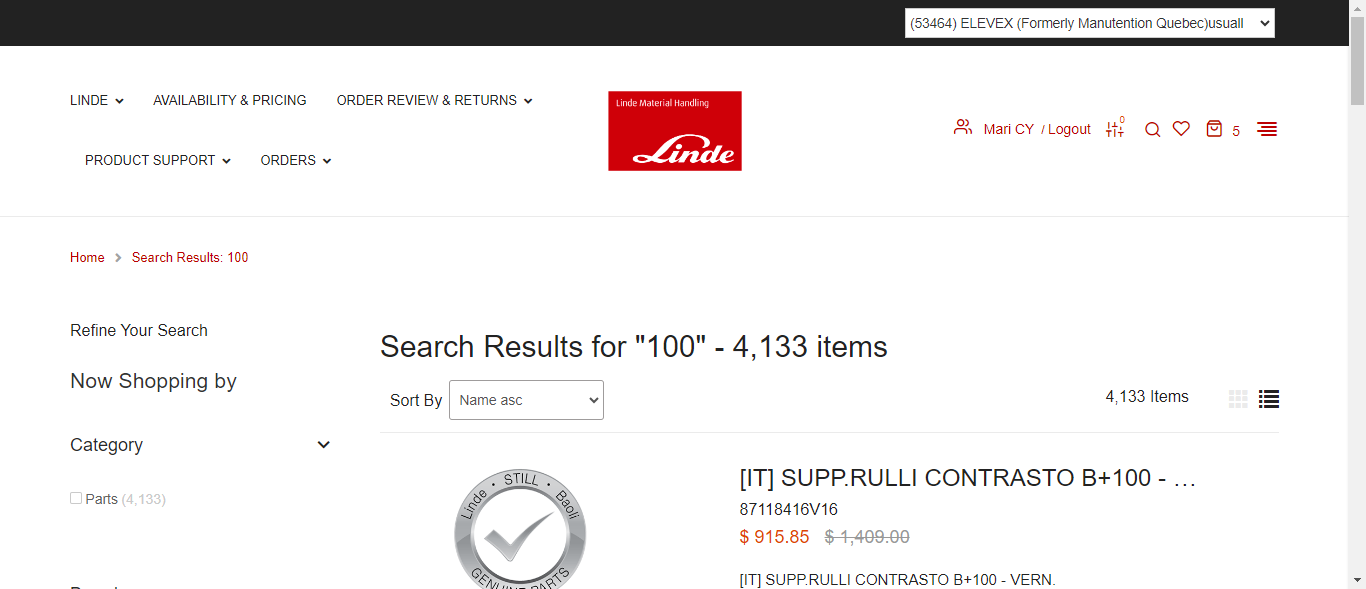 (53464) ELEVEX (Formerly Manutention Quebec)usuall
LINDE
AVAILABILITY & PRICING
ORDER REVIEW & RETURNS
PRODUCT SUPPORT
ORDERS
Linde Material Handling
Linde
Mari CY / Logout
0
5
Home
Search Results: 100
Refine Your Search
Now Shopping by
Category
Parts (4,133)
Search Results for "100" - 4,133 items
Sort By
Name asc
4,133 Items
Linde • STILL • Baoli
GENUINE PARTS
[IT] SUPP.RULLI CONTRASTO B+100 - ...
87118416V16
$ 915.85 $ 1,409.00
[IT] SUPP.RULLI CONTRASTO B+100 - VERN.